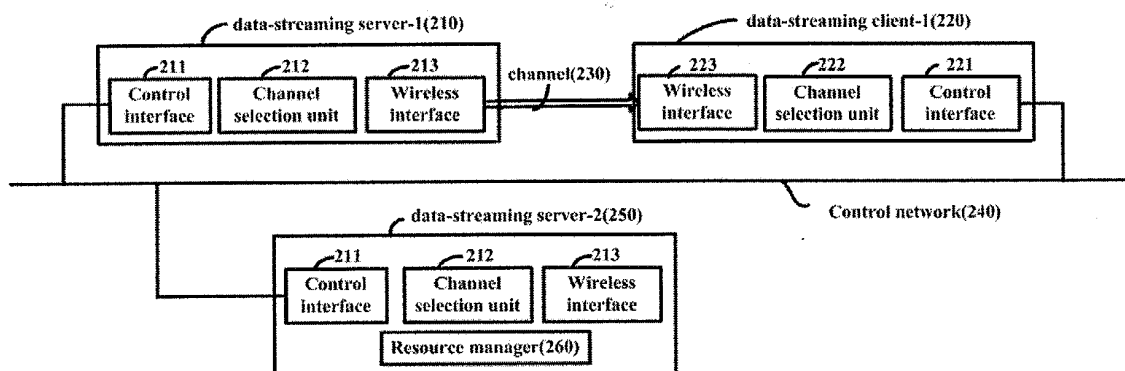 data-streaming server-1(210)
data-streaming client-1(220)
211
212
213
channel(230)
223
222
221
Control
interface
Channel
selection unit
Wireless
interface
Wireless
interface
Channel
selection unit
Control
interface
Control network(240)
data-streaming server-2(250)
211
212
213
Control
interface
Channel
selection unit
Wireless
interface
Resource manager(260)